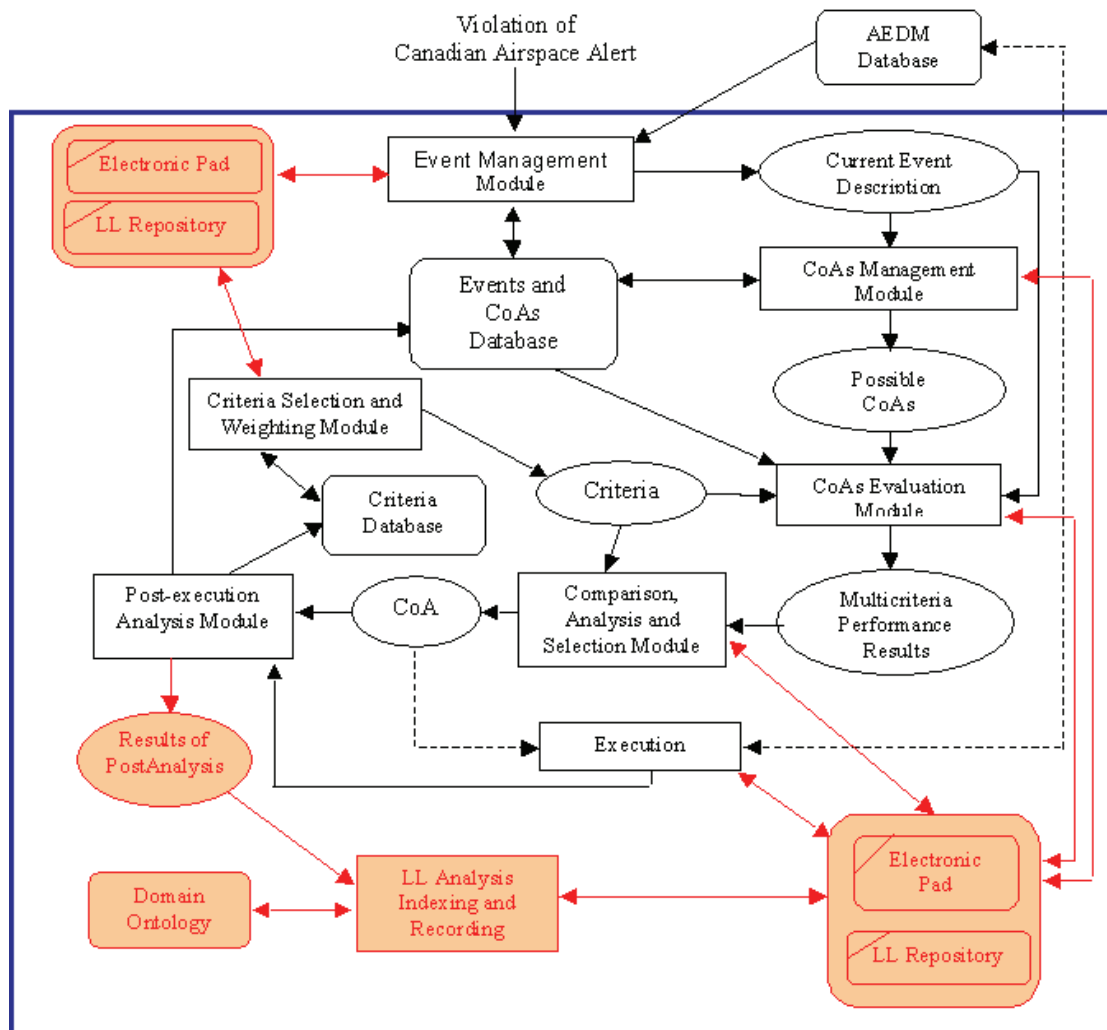 Violation of
Canadian Airspace Alert
AEDM
Database
Electronic Pad
LL Repository
Event Management
Module
Current Event
Description
Events and
CoAs
Database
CoAs Management
Module
Criteria Selection and
Weighting Module
Possible
CoAs
Criteria
Database
Criteria
CoAs Evaluation
Module
Post-execution
Analysis Module
CoA
Comparison,
Analysis and
Selection Module
Multicriteria
Performance
Results
Results of
PostAnalysis
Execution
Domain
Ontology
LL Analysis
Indexing and
Recording
Electronic
Pad
LL Repository